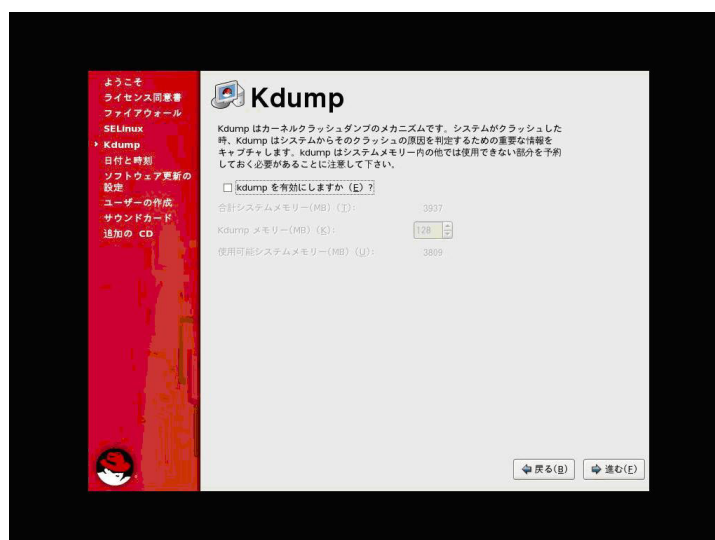 ようこそ
ライセンス同意書
ファイアウォール
SELinux
Kdump
日付と時刻
ソフトウェア更新の
設定
ユーザーの作成
サウンドカード
追加の CD
Kdump
Kdump はカーネルクラッシュダンプのメカニズムです。システムがクラッシュした
時、Kdump はシステムからそのクラッシュの原因を判定するための重要な情報を
キャプチャします。kdump はシステムメモリー内の他では使用できない部分を予約
しておく必要があることに注意して下さい。
kdump を有効にしますか (E) ?
合計システムメモリー(MB) (T): 3937
Kdump メモリー(MB) (K): 128
使用可能システムメモリー(MB) (U): 3809
戻る(B) 進む(F)